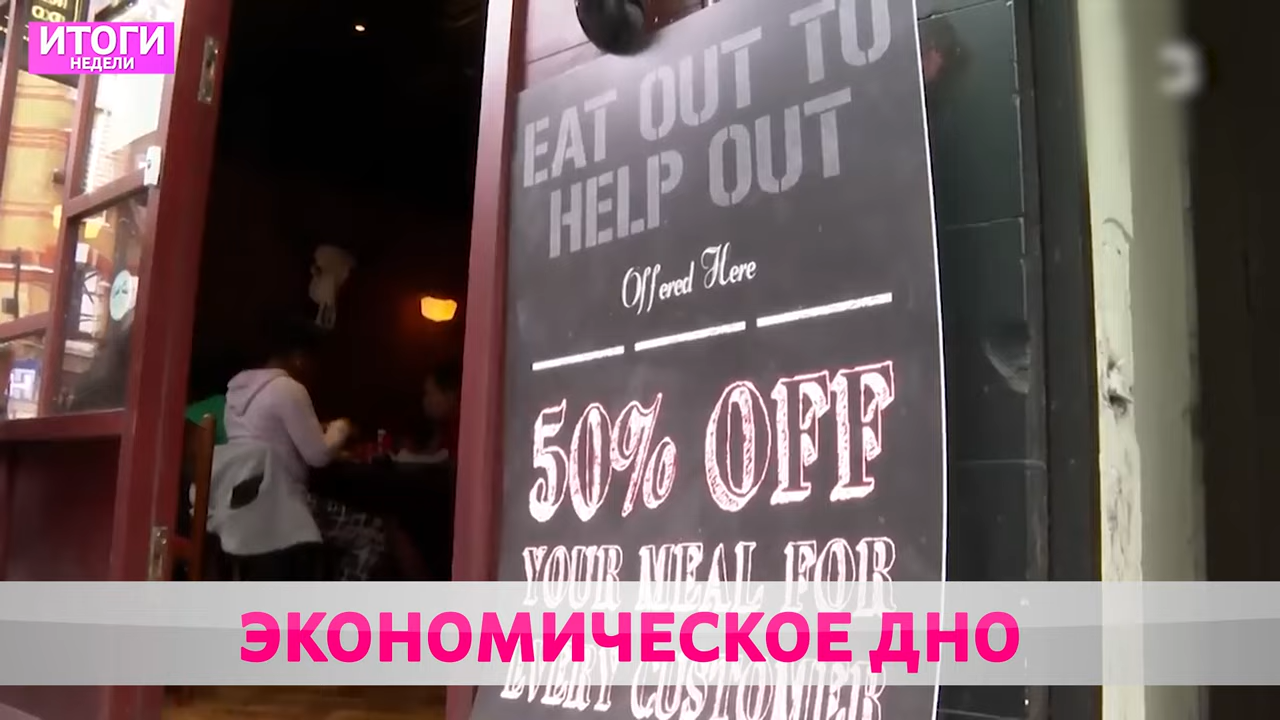 ИТОГИ
НЕДЕЛИ
EAT OUT TO
HELP OUT
Offered Here
50% OFF
YOUR MEAL FOR
ЭКОНОМИЧЕСКОЕ ДНО
EVERY CUSTOMER